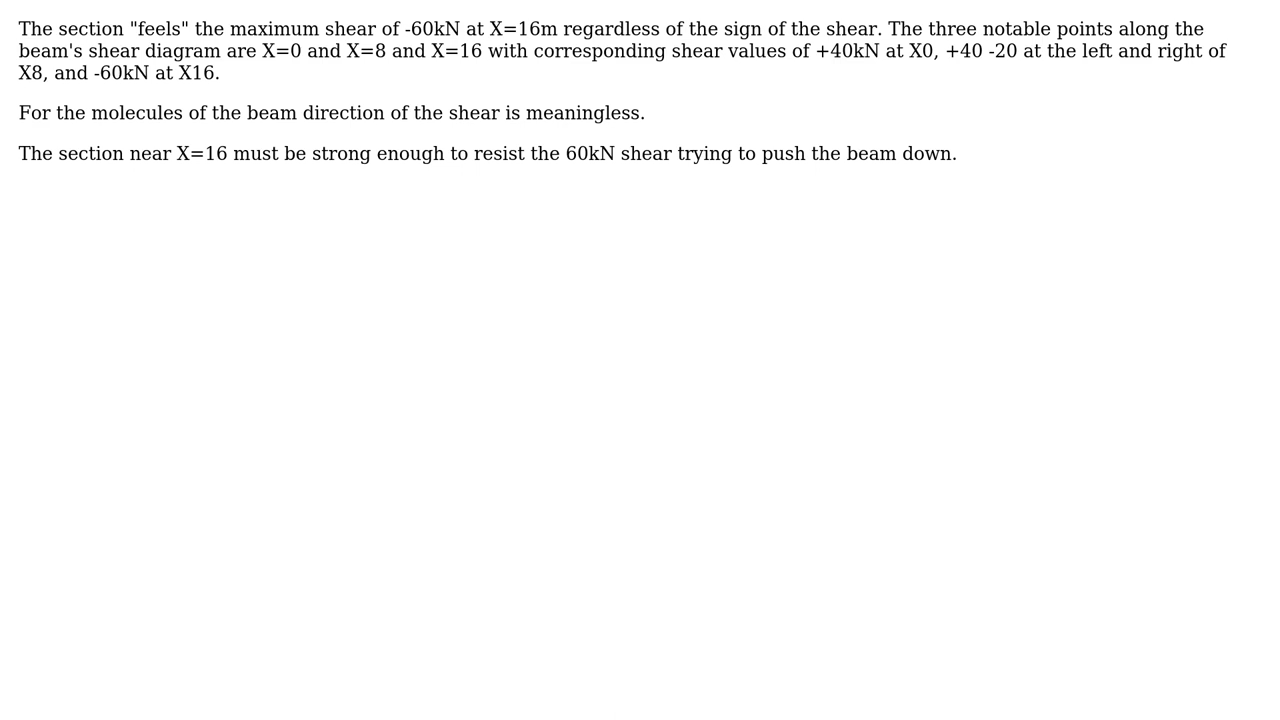 The section "feels" the maximum shear of -60kN at X=16m regardless of the sign of the shear. The three notable points along the
beam's shear diagram are X=0 and X=8 and X=16 with corresponding shear values of +40kN at X0, +40 -20 at the left and right of
X8, and -60kN at X16.
For the molecules of the beam direction of the shear is meaningless.
The section near X=16 must be strong enough to resist the 60kN shear trying to push the beam down.